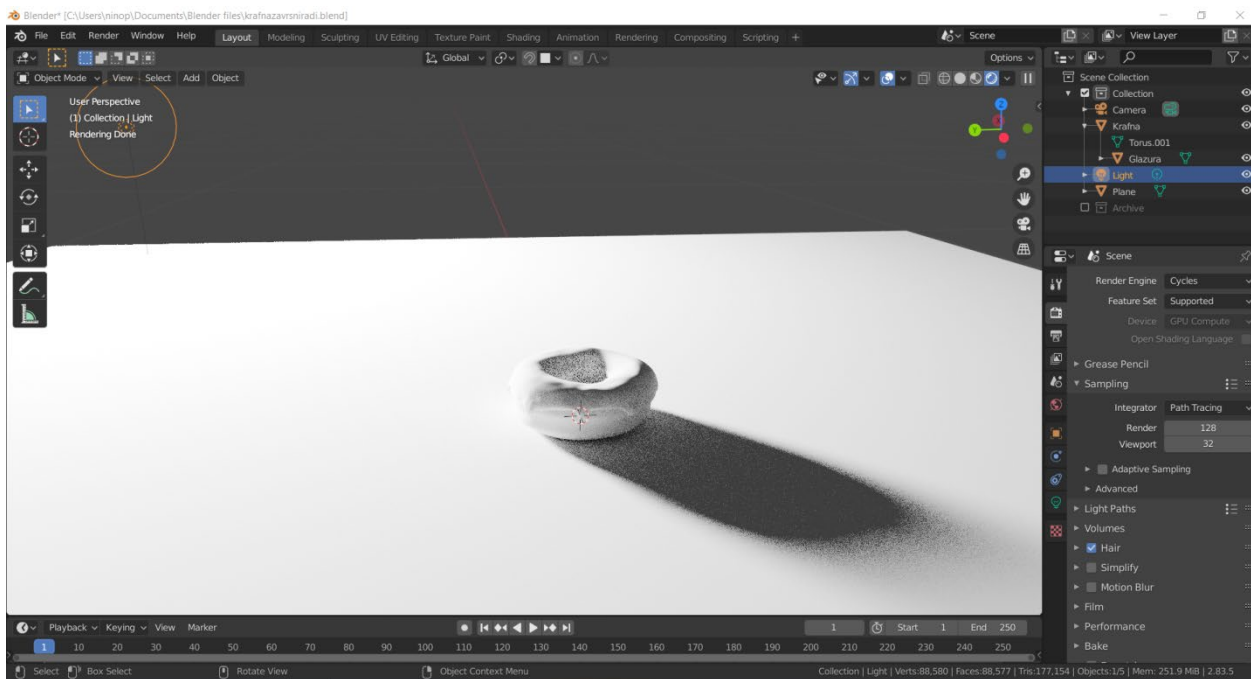 Blender* [C:\Users\ninop\Documents\Blender files\krafnazavrsniradi.blend]
File Edit Render Window Help Layout Modeling Sculpting UV Editing Texture Paint Shading Animation Rendering Compositing Scripting + Scene View Layer
Global Options
Object Mode View Select Add Object
User Perspective
(1) Collection | Light
Rendering Done
Z
Y
Scene Collection
Collection
Camera
Krafna
Torus.001
Glazura
Light
Plane
Archive
Scene
Render Engine Cycles
Feature Set Supported
Device GPU Compute
Open Shading Language
Grease Pencil
Sampling
Integrator Path Tracing
Render 128
Viewport 32
Adaptive Sampling
Advanced
Light Paths
Volumes
Hair
Simplify
Motion Blur
Film
Performance
Bake
Playback Keying View Marker 1 Start 1 End 250
1 10 20 30 40 50 60 70 80 90 100 110 120 130 140 150 160 170 180 190 200 210 220 230 240 250
Select Box Select Rotate View Object Context Menu Collection | Light | Verts:88,580 | Faces:88,577 | Tris:177,154 | Objects:1/5 | Mem: 251.9 MiB | 2.83.5